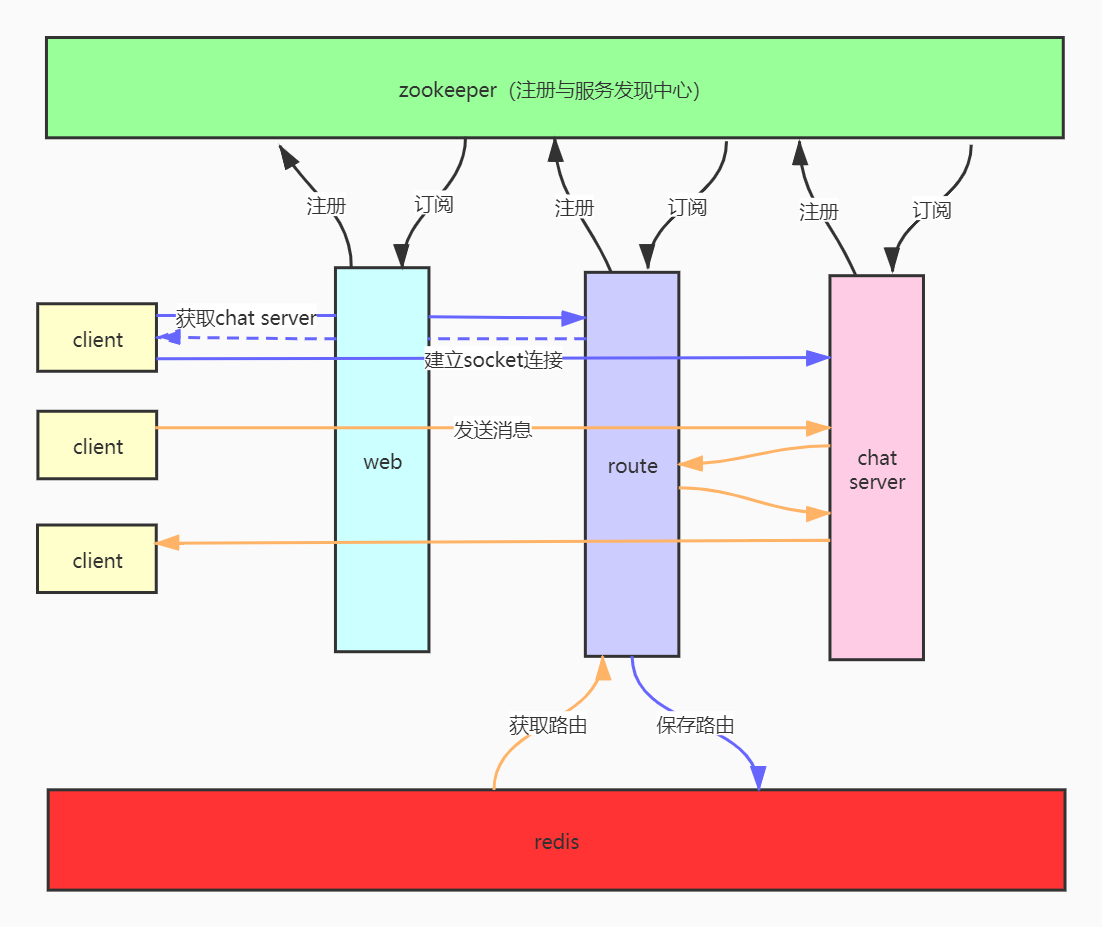 zookeeper（注册与服务发现中心）
注册
订阅
注册
订阅
注册
订阅
client
获取chat server
建立socket连接
client
发送消息
web
route
chat
server
client
获取路由
保存路由
redis